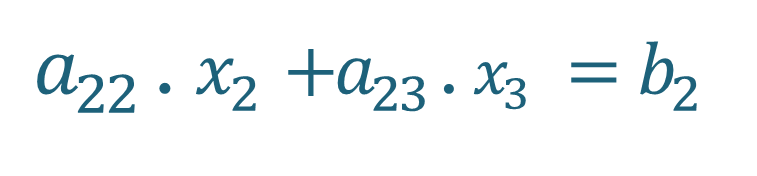 a₂₂ . x₂ +a₂₃ . x₃ = b₂